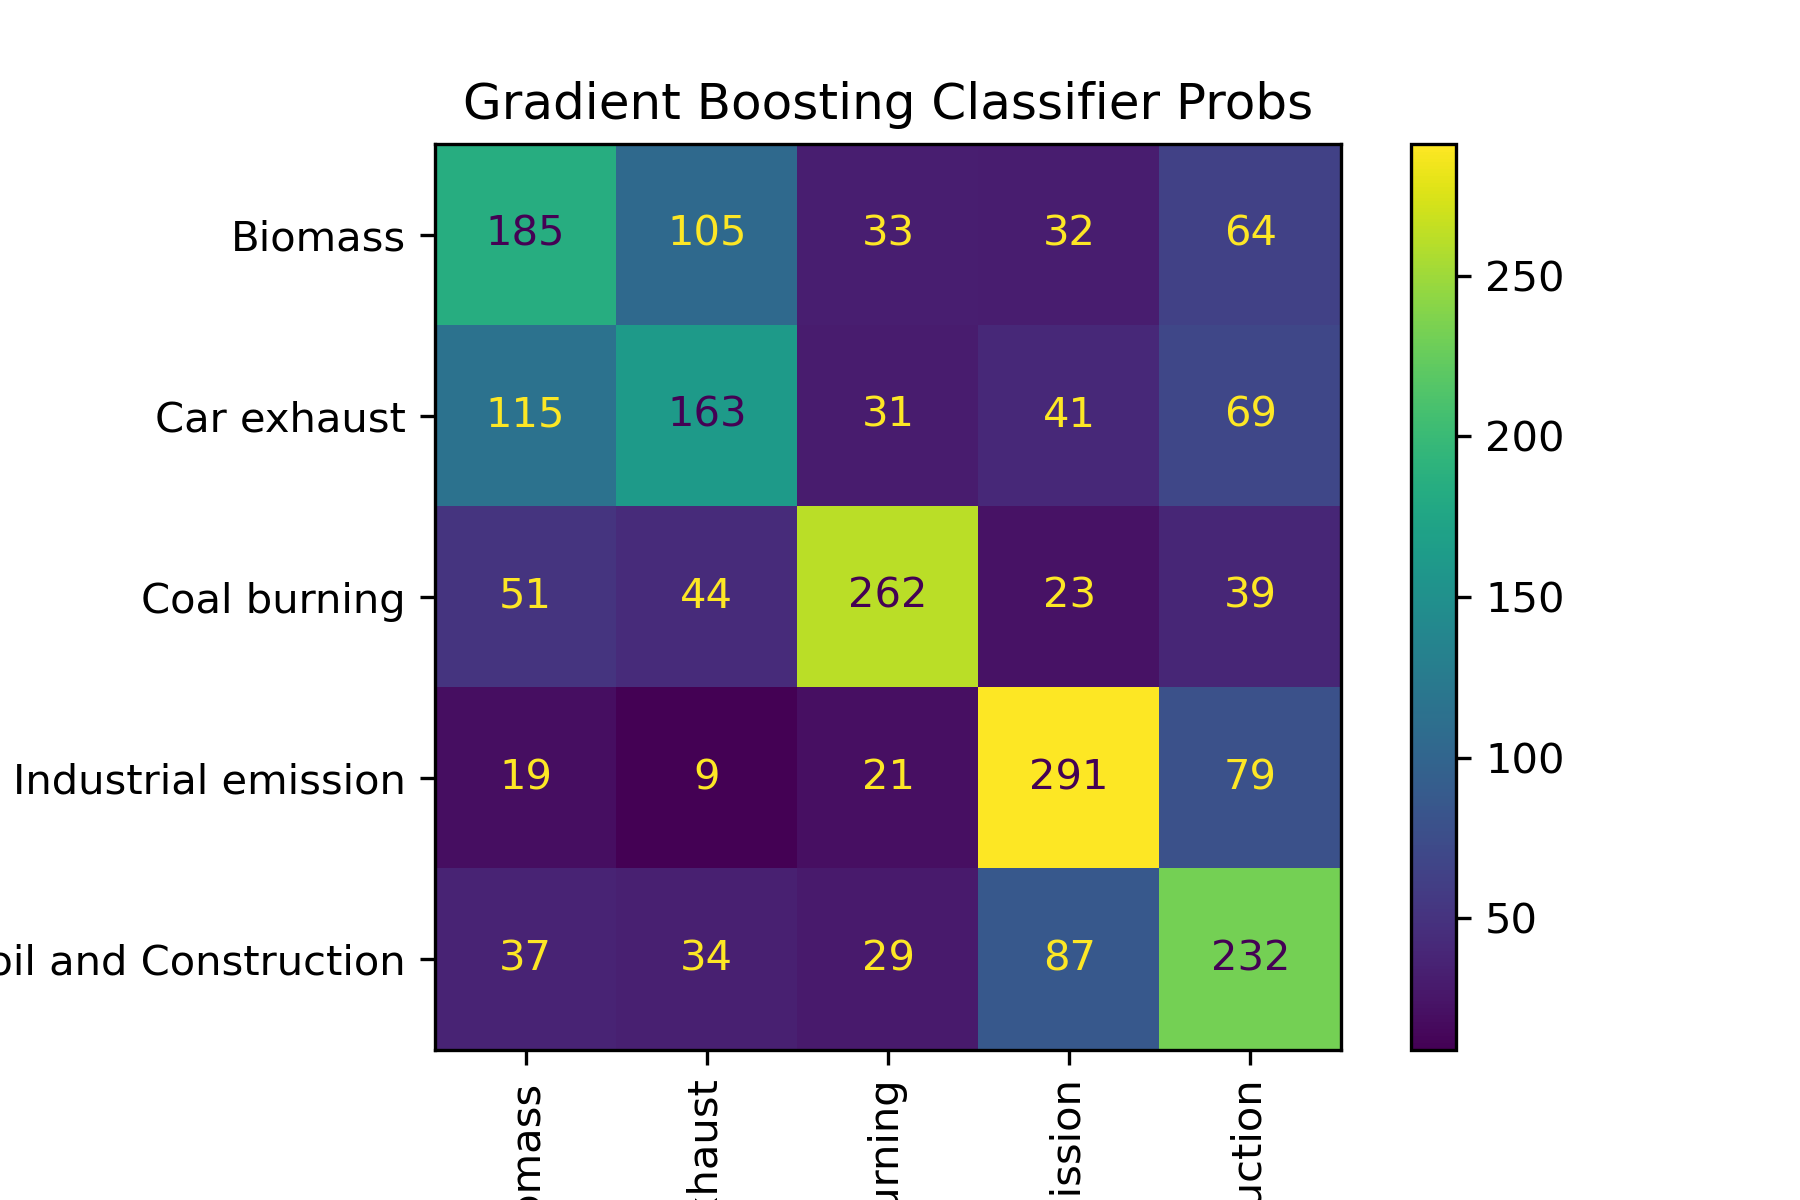 Gradient Boosting Classifier Probs
Biomass 185 105 33 32 64
Car exhaust 115 163 31 41 69
Coal burning 51 44 262 23 39
Industrial emission 19 9 21 291 79
oil and Construction 37 34 29 87 232
250
200
150
100
50
omass
xhaust
urning
ission
uction